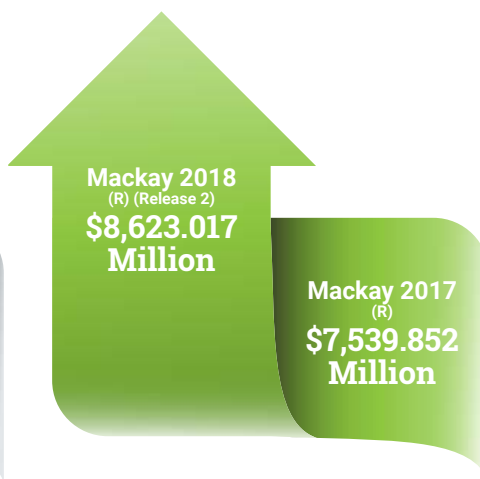 Mackay 2018
(R) (Release 2)
$8,623.017
Million
Mackay 2017
(R)
$7,539.852
Million